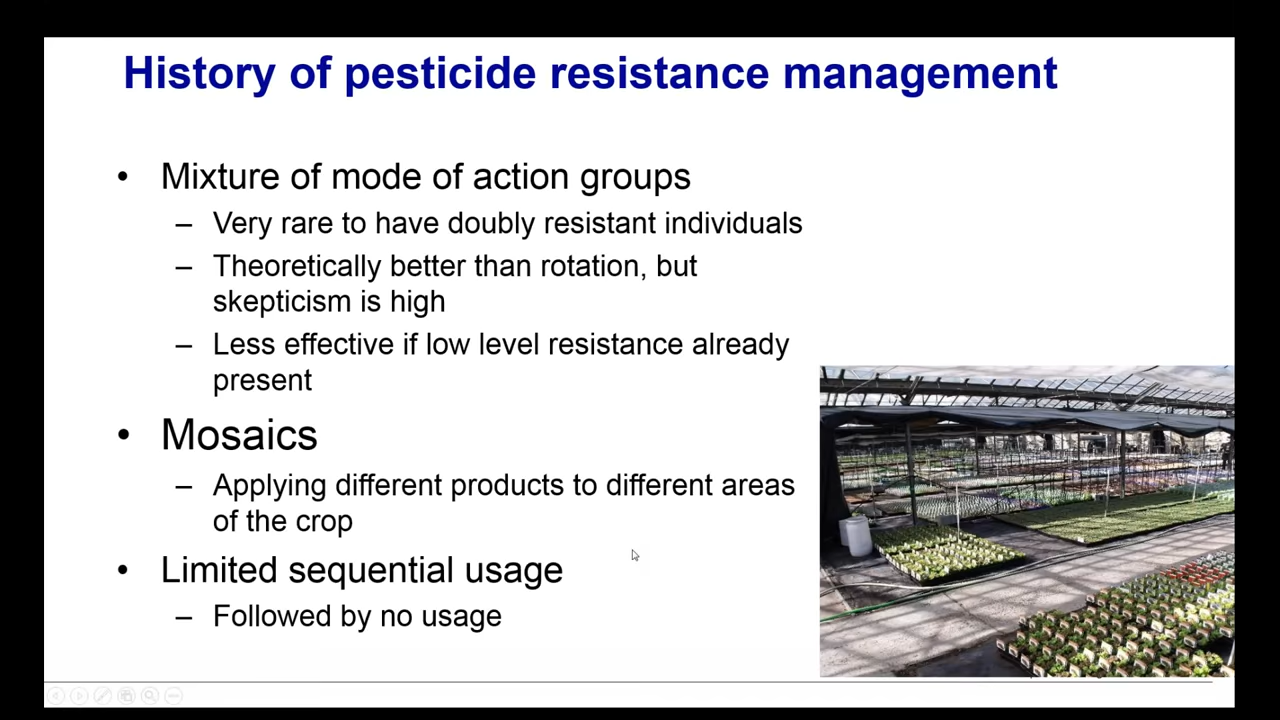 History of pesticide resistance management
• Mixture of mode of action groups
– Very rare to have doubly resistant individuals
– Theoretically better than rotation, but
skepticism is high
– Less effective if low level resistance already
present
• Mosaics
– Applying different products to different areas
of the crop
• Limited sequential usage
– Followed by no usage